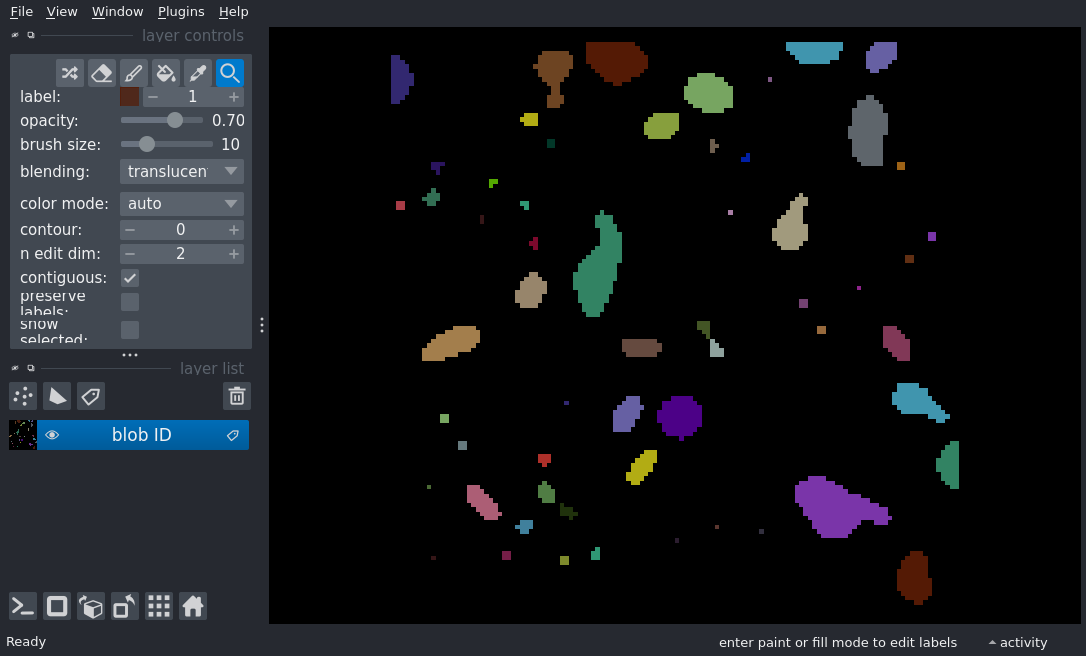 File View Window Plugins Help
layer controls
label: 1
opacity: 0.70
brush size: 10
blending: translucen
color mode: auto
contour: 0
n edit dim: 2
contiguous:
preserve
labels:
show
selected:
layer list
blob ID
Ready enter paint or fill mode to edit labels activity